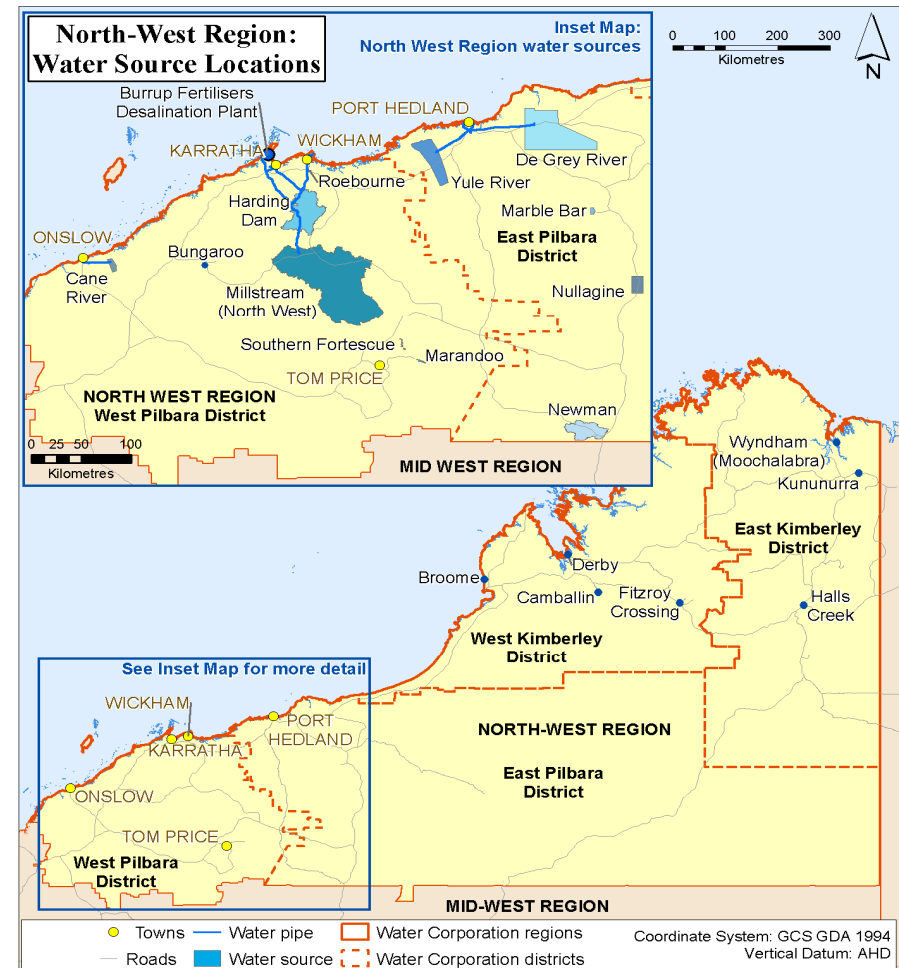 North-West Region:
Water Source Locations
Inset Map:
North West Region water sources
0 100 200 300
Kilometres
N
Burrup Fertilisers
Desalination Plant
PORT HEDLAND
KARRATHA
WICKHAM
De Grey River
Roebourne
Yule River
Harding
Dam
Marble Bar
ONSLOW
East Pilbara
District
Bungaroo
Cane
River
Millstream
(North West)
Nullagine
Southern Fortescue
Marandoo
TOM PRICE
NORTH WEST REGION
West Pilbara District
Newman
0 25 50 100
Kilometres
MID WEST REGION
Wyndham
(Moochalabra)
Kununurra
East Kimberley
District
Derby
Broome
Camballin
Fitzroy
Crossing
Halls
Creek
West Kimberley
District
See Inset Map for more detail
WICKHAM
PORT
HEDLAND
KARRATHA
NORTH-WEST REGION
East Pilbara
District
ONSLOW
TOM PRICE
West Pilbara
District
MID-WEST REGION
Towns
Water pipe
Water Corporation regions
Roads
Water source
Water Corporation districts
Coordinate System: GCS GDA 1994
Vertical Datum: AHD